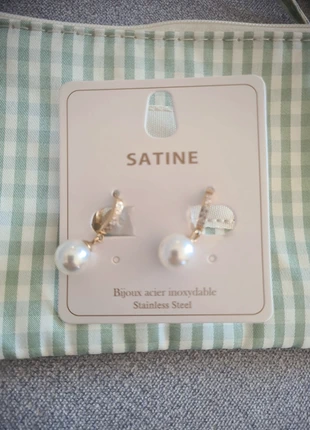 SATINE
Bijoux acier inoxydable
Stainless Steel